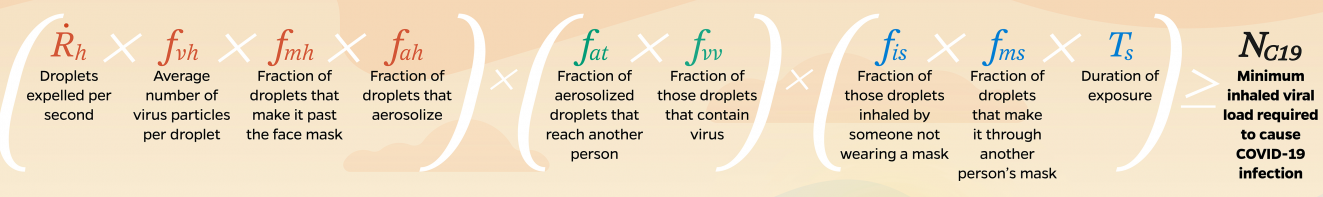 ( Ṙh × fvh × fmh × fah ) × ( fat × fvv ) × ( fis × fms × Ts ) ≥ NC19
Droplets
expelled per
second
Average
number of
virus particles
per droplet
Fraction of
droplets that
make it past
the face mask
Fraction of
droplets that
aerosolize
Fraction of
aerosolized
droplets that
reach another
person
Fraction of
those droplets
that contain
virus
Fraction of
those droplets
inhaled by
someone not
wearing a mask
Fraction of
droplets
that make
it through
another
person’s mask
Duration of
exposure
Minimum
inhaled viral
load required
to cause
COVID-19
infection